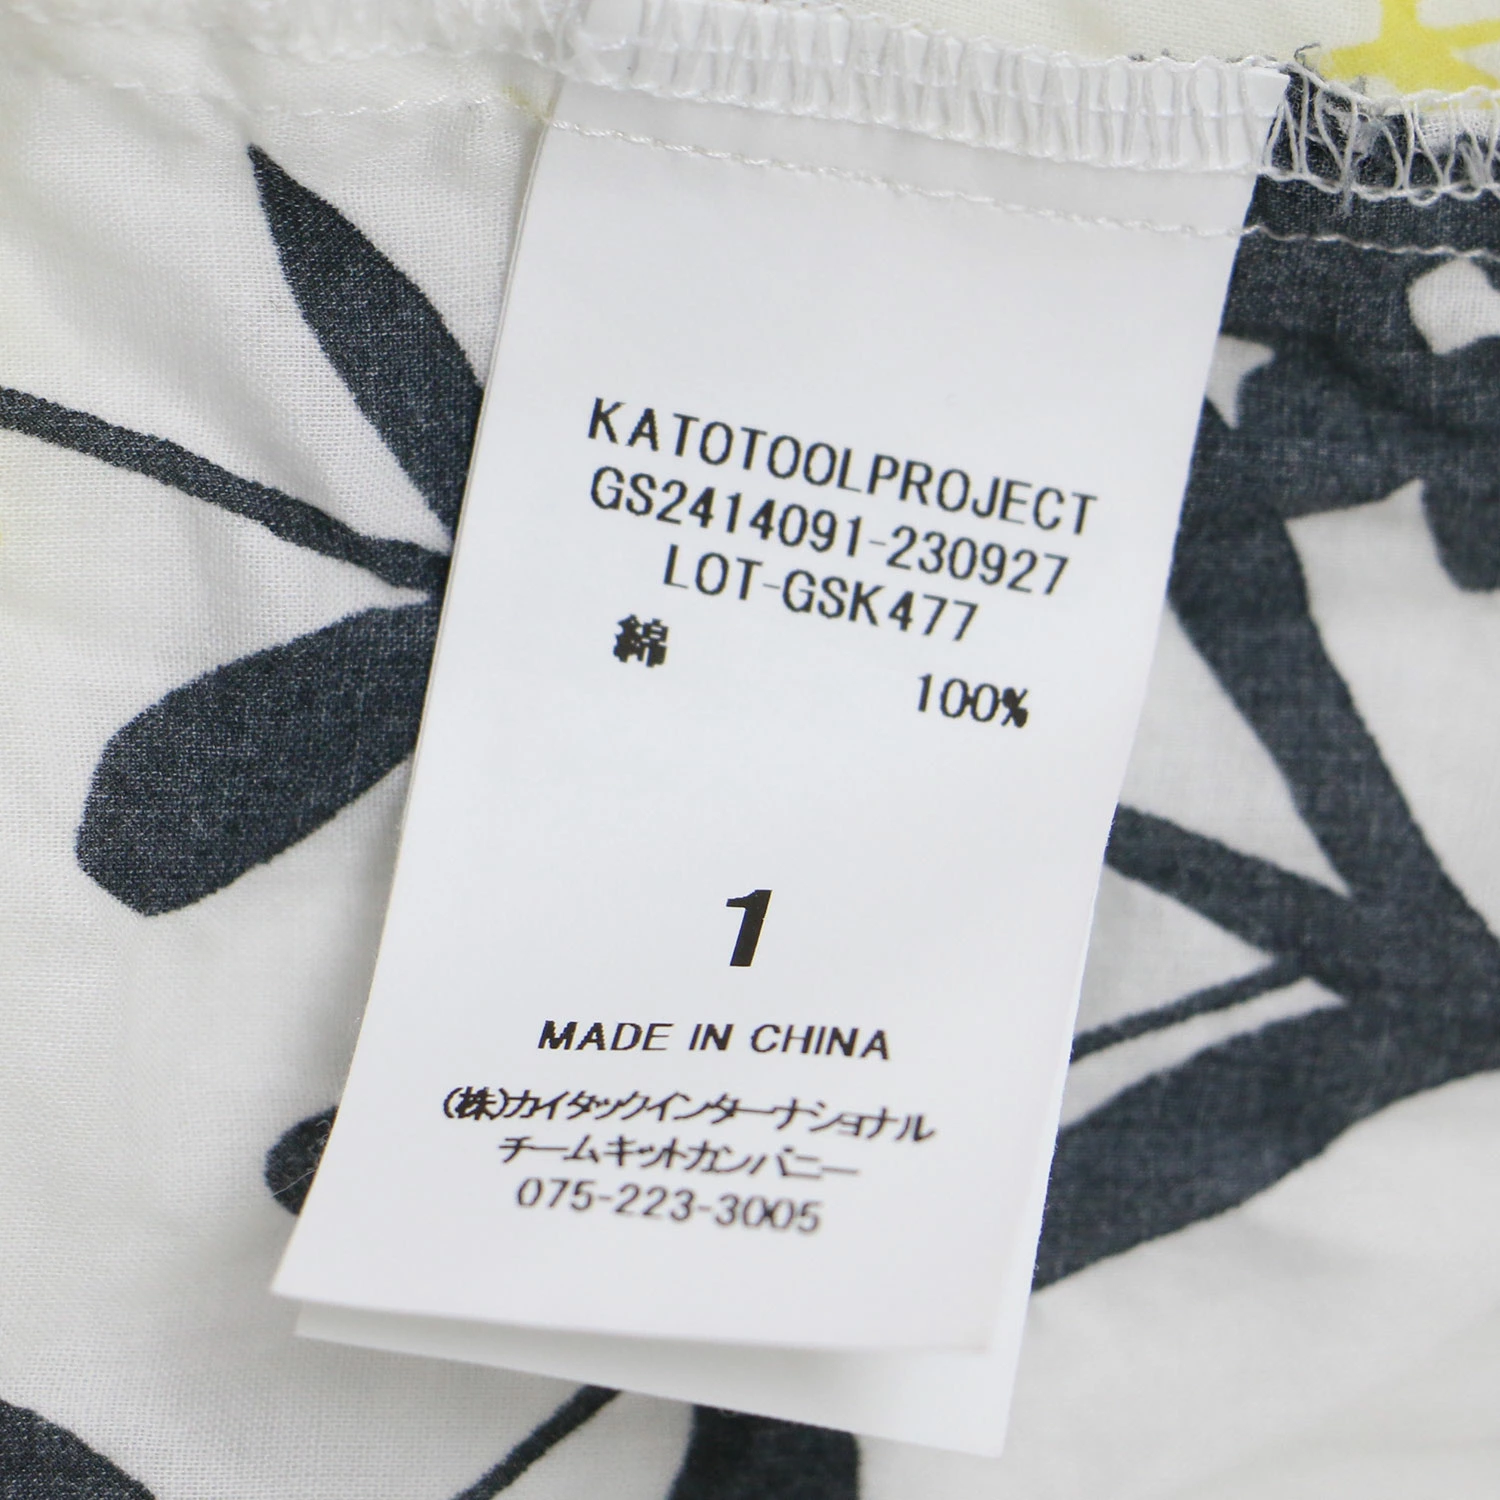 KATOTOOLPROJECT
GS2414091-230927
LOT-GSK477
綿 100%
1
MADE IN CHINA
(株)カイタックインターナショナル
チームキットカンパニー
075-223-3005